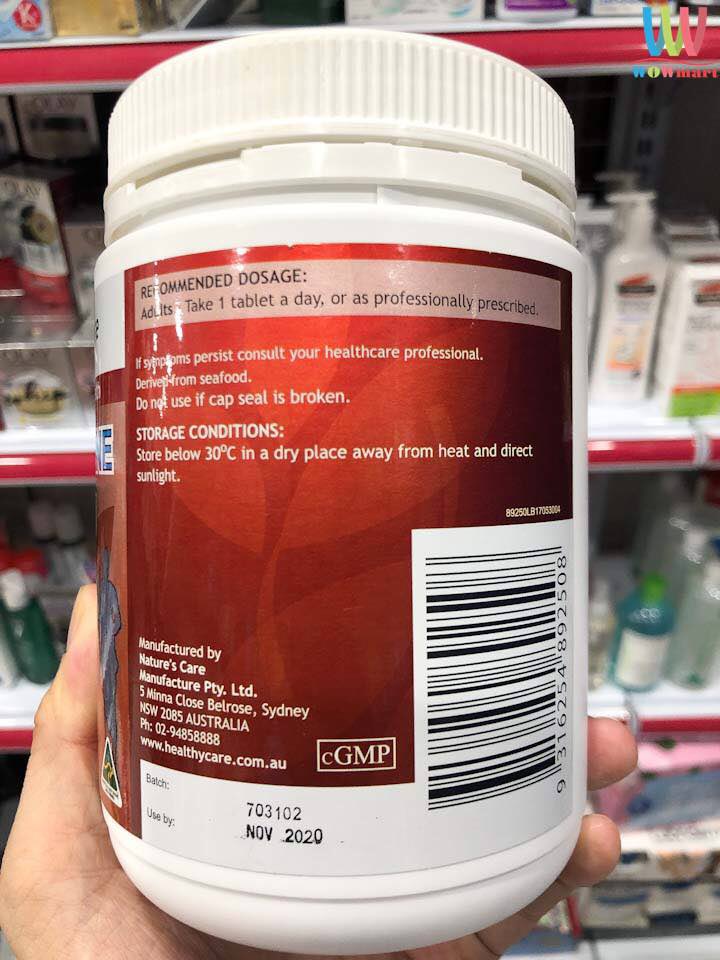 wOWmart
RECOMMENDED DOSAGE:
Adults - Take 1 tablet a day, or as professionally prescribed.
If symptoms persist consult your healthcare professional.
Derived from seafood.
Do not use if cap seal is broken.
STORAGE CONDITIONS:
Store below 30°C in a dry place away from heat and direct
sunlight.
89250LB17053004
NE
Manufactured by
Nature's Care
Manufacture Pty. Ltd.
5 Minna Close Belrose, Sydney
NSW 2085 AUSTRALIA
Ph: 02-94858888
www.healthycare.com.au
cGMP
9 316254 892508
Batch: 703102
Use by: NOV 2020